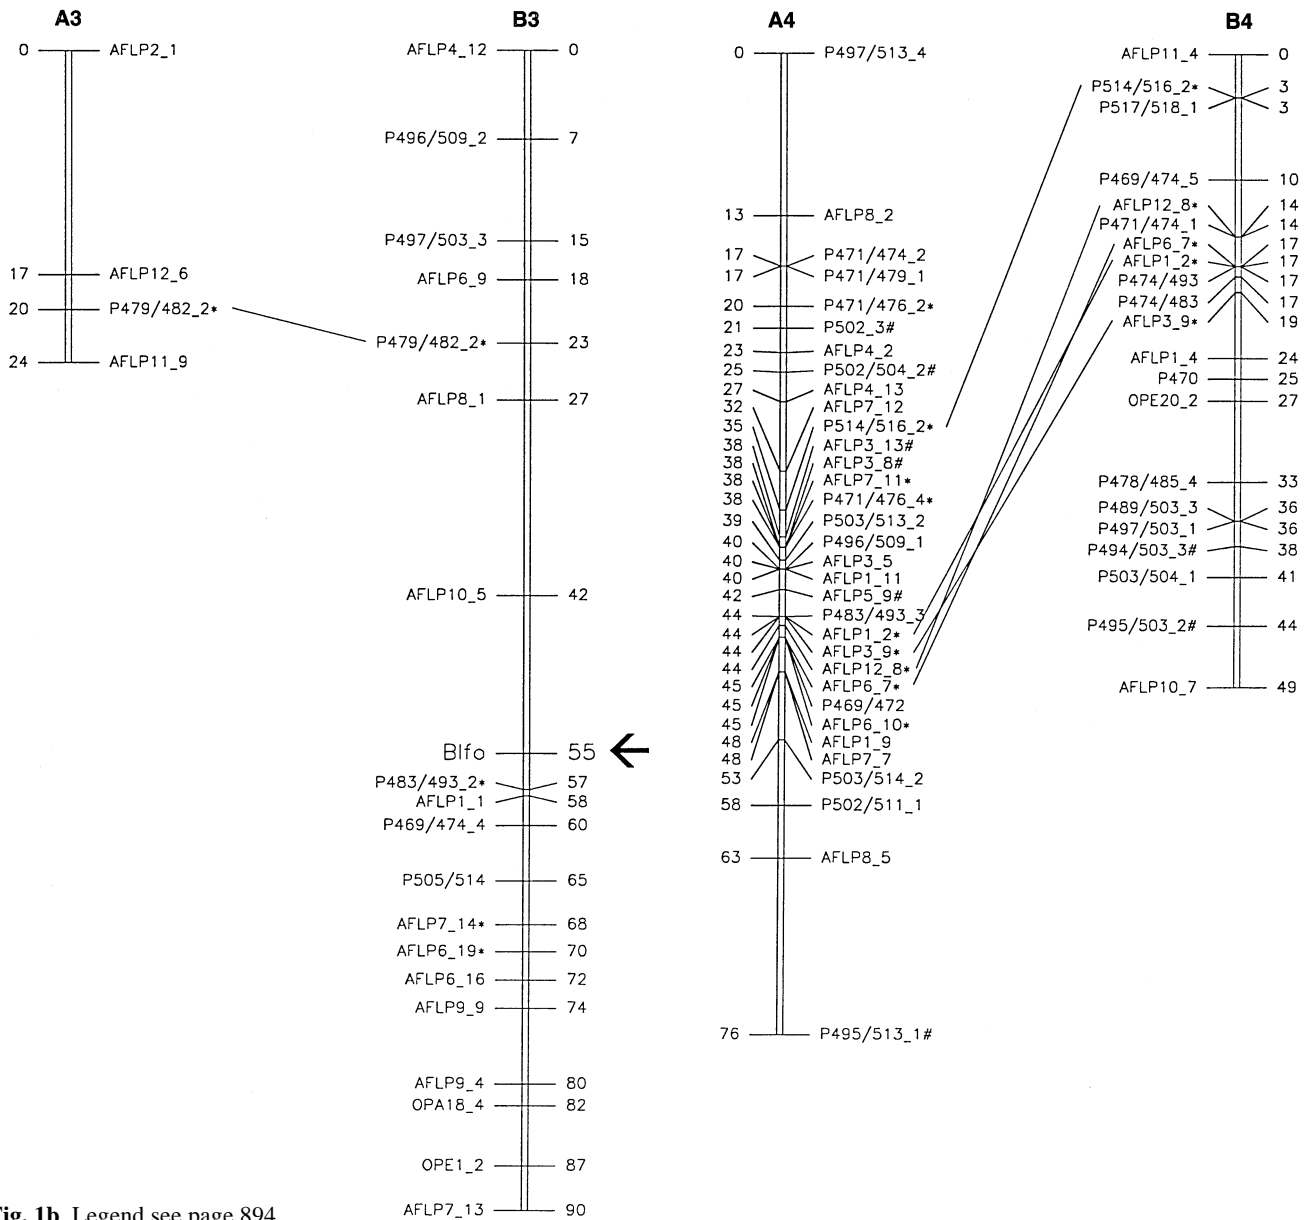 A3
0 AFLP2_1
17 AFLP12_6
20 P479/482_2*
24 AFLP11_9
B3
AFLP4_12 0
P496/509_2 7
P497/503_3 15
AFLP6_9 18
P479/482_2* 23
AFLP8_1 27
AFLP10_5 42
Blfo 55
P483/493_2* 57
AFLP1_1 58
P469/474_4 60
P505/514 65
AFLP7_14* 68
AFLP6_19* 70
AFLP6_16 72
AFLP9_9 74
AFLP9_4 80
OPA18_4 82
OPE1_2 87
AFLP7_13 90
A4
0 P497/513_4
13 AFLP8_2
17 P471/474_2
17 P471/479_1
20 P471/476_2*
21 P502_3#
23 AFLP4_2
25 P502/504_2#
27 AFLP4_13
32 AFLP7_12
35 P514/516_2*
38 AFLP3_13#
38 AFLP3_8#
38 AFLP7_11*
38 P471/476_4*
39 P503/513_2
40 P496/509_1
40 AFLP3_5
40 AFLP1_11
42 AFLP5_9#
44 P483/493_3
44 AFLP1_2*
44 AFLP3_9*
44 AFLP12_8*
45 AFLP6_7*
45 P469/472
45 AFLP6_10*
48 AFLP1_9
48 AFLP7_7
53 P503/514_2
58 P502/511_1
63 AFLP8_5
76 P495/513_1#
B4
AFLP11_4 0
P514/516_2* 3
P517/518_1 3
P469/474_5 10
AFLP12_8* 14
P471/474_1 14
AFLP6_7* 17
AFLP1_2* 17
P474/493 17
P474/483 17
AFLP3_9* 19
AFLP1_4 24
P470 25
OPE20_2 27
P478/485_4 33
P489/503_3 36
P497/503_1 36
P494/503_3# 38
P503/504_1 41
P495/503_2# 44
AFLP10_7 49
ig. 1b Legend see page 894